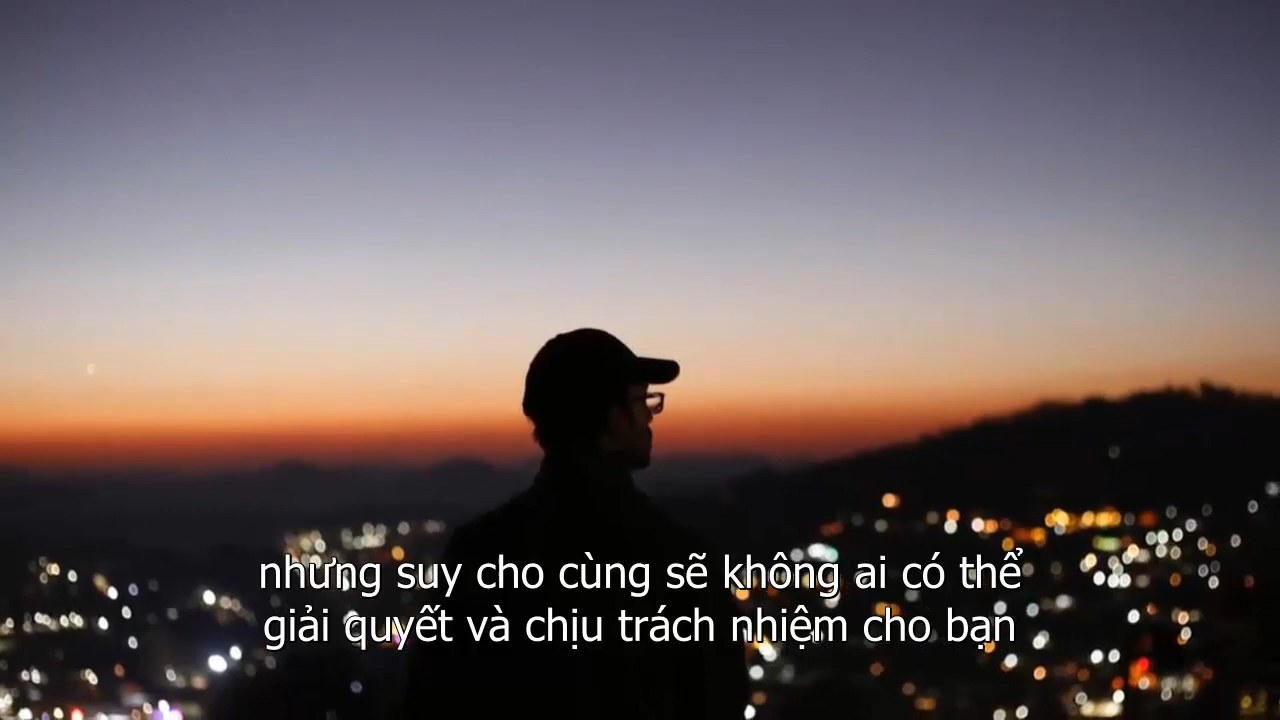 nhưng suy cho cùng sẽ không ai có thể
giải quyết và chịu trách nhiệm cho bạn